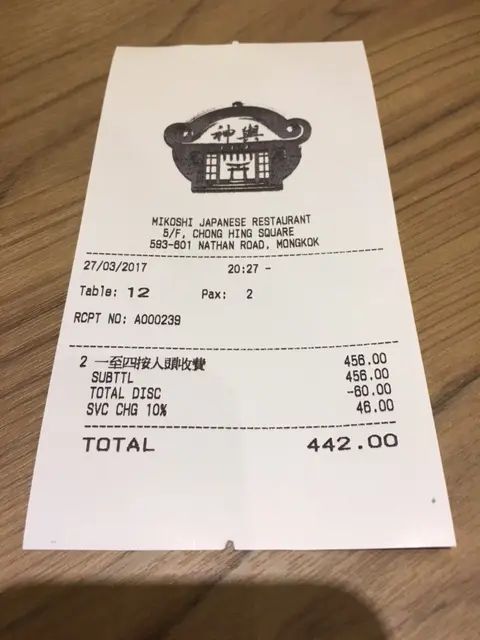 神輿
MIKOSHI JAPANESE RESTAURANT
5/F, CHONG HING SQUARE
593-601 NATHAN ROAD, MONGKOK
27/03/2017 20:27 -
Table: 12 Pax: 2
RCPT NO: A000239
2 一至四按人頭收費 456.00
SUBTTL 456.00
TOTAL DISC -60.00
SVC CHG 10% 46.00
TOTAL 442.00